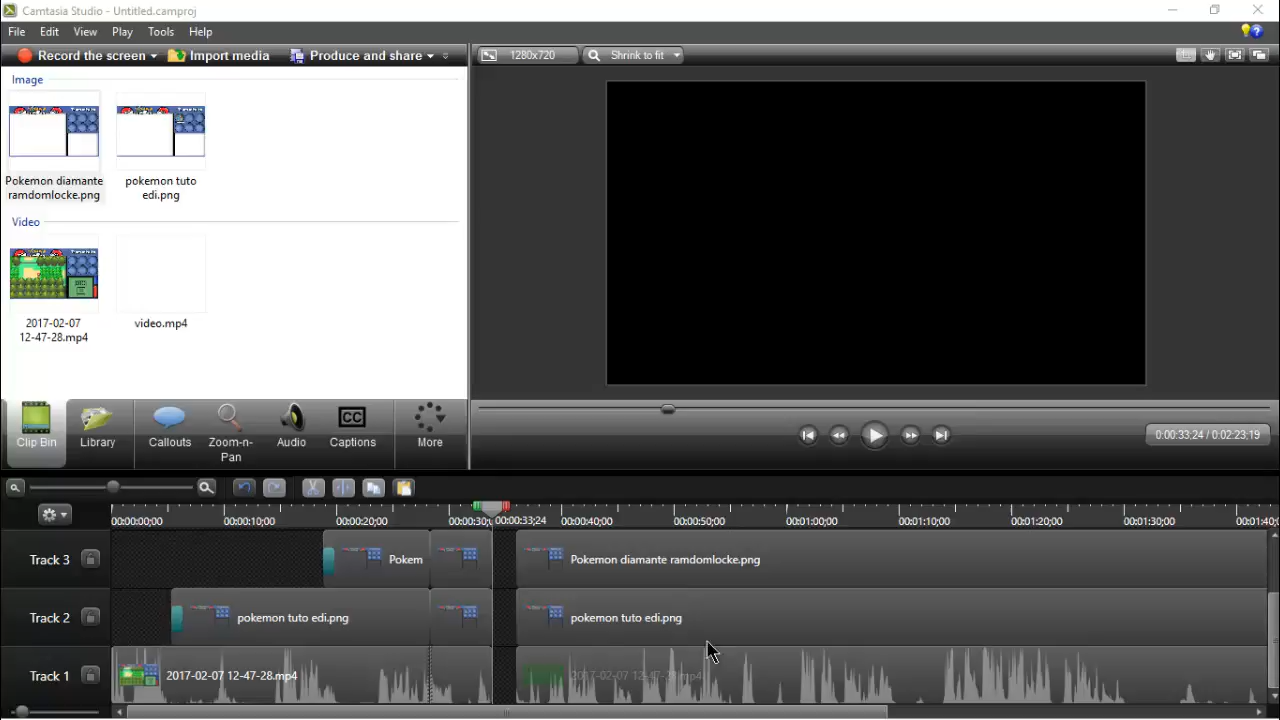 Camtasia Studio - Untitled.camproj
File Edit View Play Tools Help
Record the screen Import media Produce and share
1280x720 Shrink to fit
Image
Pokemon diamante
ramdomlocke.png
pokemon tuto
edi.png
Video
2017-02-07
12-47-28.mp4
video.mp4
Clip Bin
Library
Callouts
Zoom-n-
Pan
Audio
CC
Captions
More
0:00:33;24 / 0:02:23;19
00:00:00;00 00:00:10;00 00:00:20;00 00:00:30; 00:00:33;24 00:00:40;00 00:00:50;00 00:01:00;00 00:01:10;00 00:01:20;00 00:01:30;00 00:01:40;0
Track 3 Pokem Pokemon diamante ramdomlocke.png
Track 2 pokemon tuto edi.png pokemon tuto edi.png
Track 1 2017-02-07 12-47-28.mp4 2017-02-07 12-47-28.mp4